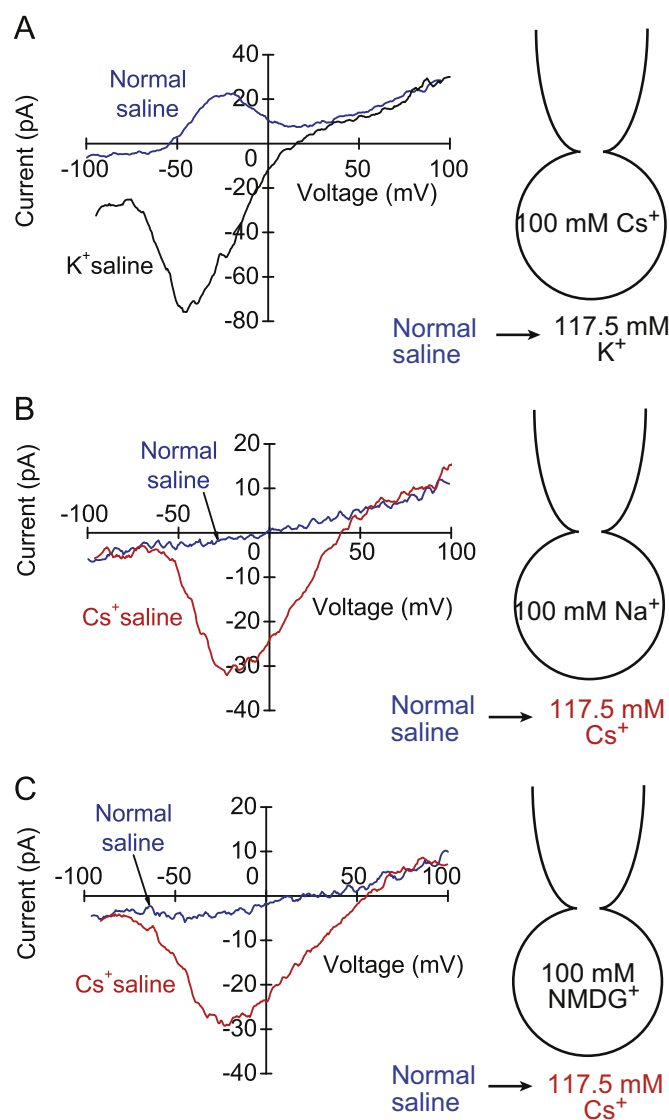 A
Current (pA)
Normal
saline
40
20
-100
-50
0
50
100
Voltage (mV)
-20
-40
-60
-80
K+ saline
100 mM Cs+
Normal
saline
117.5 mM
K+
B
Current (pA)
Normal
saline
20
10
-100
-50
0
50
100
Voltage (mV)
-10
-20
-30
-40
Cs+ saline
100 mM Na+
Normal
saline
117.5 mM
Cs+
C
Current (pA)
Normal
saline
20
10
-100
-50
0
50
100
Voltage (mV)
-10
-20
-30
-40
Cs+ saline
100 mM
NMDG+
Normal
saline
117.5 mM
Cs+